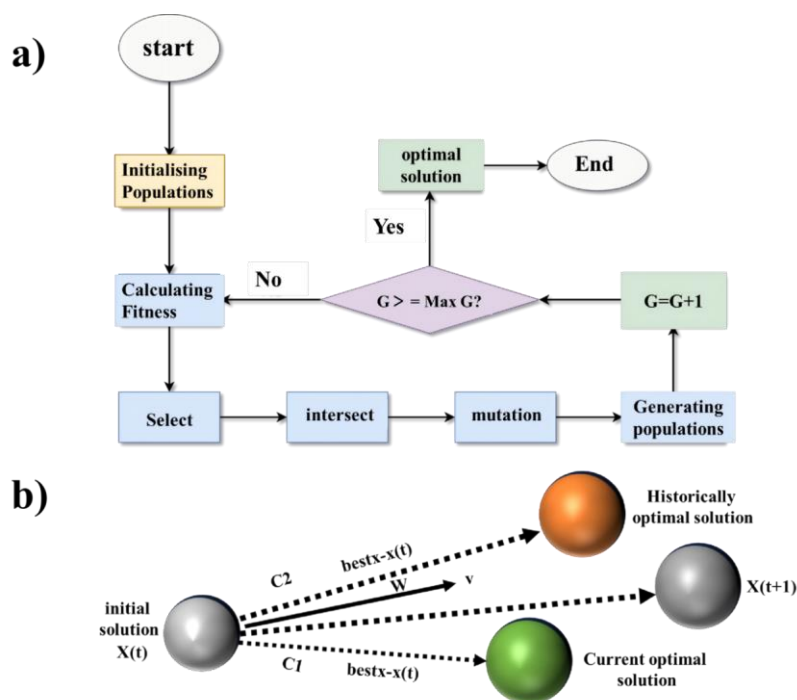 a)
start
Initialising
Populations
optimal
solution
End
Yes
No
Calculating
Fitness
G > = Max G?
G=G+1
Select
intersect
mutation
Generating
populations
b)
Historically
optimal solution
bestx-x(t)
C2
W
v
X(t+1)
initial
solution
X(t)
C1
bestx-x(t)
Current optimal
solution